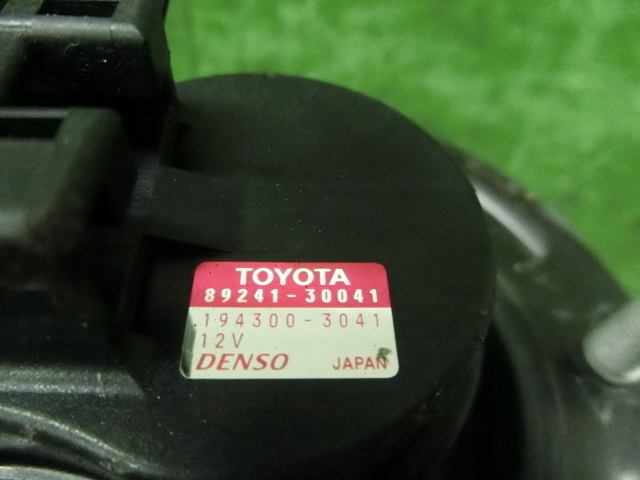 TOYOTA
89241-30041
194300-3041
12V
DENSO JAPAN